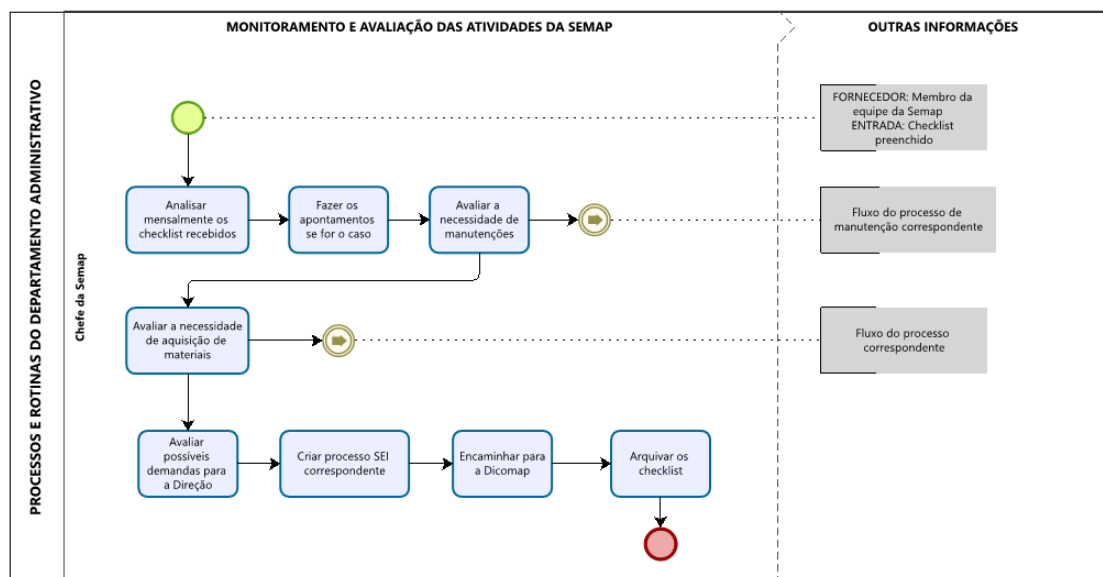 PROCESSOS E ROTINAS DO DEPARTAMENTO ADMINISTRATIVO
MONITORAMENTO E AVALIAÇÃO DAS ATIVIDADES DA SEMAP
OUTRAS INFORMAÇÕES
Chefe da Semap
FORNECEDOR: Membro da
equipe da Semap
ENTRADA: Checklist
preenchido
Analisar
mensalmente os
checklist recebidos
Fazer os
apontamentos
se for o caso
Avaliar a
necessidade de
manutenções
Fluxo do processo de
manutenção correspondente
Avaliar a necessidade
de aquisição de
materiais
Fluxo do processo
correspondente
Avaliar
possíveis
demandas para
a Direção
Criar processo SEI
correspondente
Encaminhar para
a Dicomap
Arquivar os
checklist